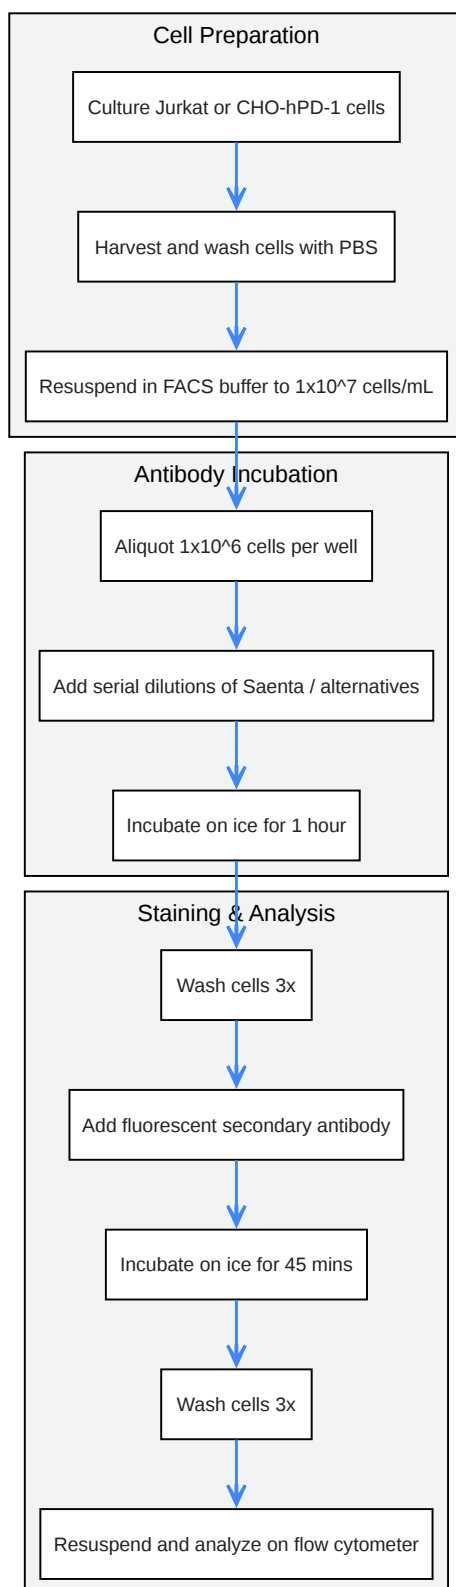 Cell Preparation
Culture Jurkat or CHO-hPD-1 cells
Harvest and wash cells with PBS
Resuspend in FACS buffer to 1x10^7 cells/mL
Antibody Incubation
Aliquot 1x10^6 cells per well
Add serial dilutions of Saenta / alternatives
Incubate on ice for 1 hour
Staining & Analysis
Wash cells 3x
Add fluorescent secondary antibody
Incubate on ice for 45 mins
Wash cells 3x
Resuspend and analyze on flow cytometer